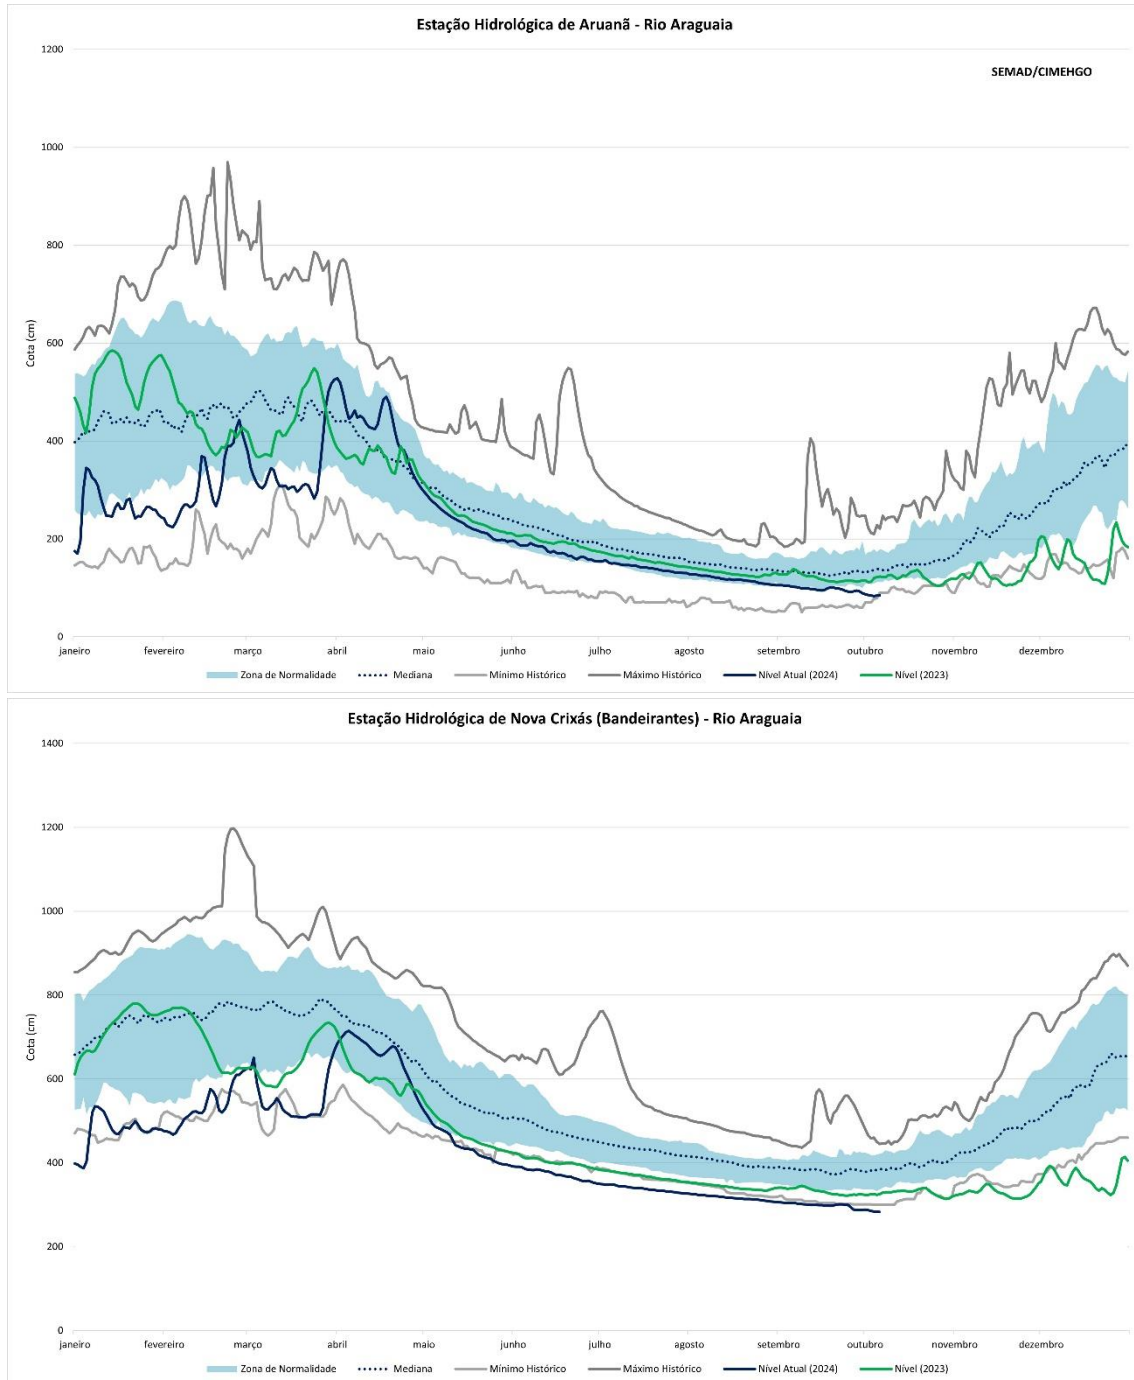 Estação Hidrológica de Aruanã - Rio Araguaia
SEMAD/CIMEHGO
1200
1000
800
600
400
200
0
Cota (cm)
janeiro fevereiro março abril maio junho julho agosto setembro outubro novembro dezembro
Zona de Normalidade Mediana Mínimo Histórico Máximo Histórico Nível Atual (2024) Nível (2023)
Estação Hidrológica de Nova Crixás (Bandeirantes) - Rio Araguaia
1400
1200
1000
800
600
400
200
0
Cota (cm)
janeiro fevereiro março abril maio junho julho agosto setembro outubro novembro dezembro
Zona de Normalidade Mediana Mínimo Histórico Máximo Histórico Nível Atual (2024) Nível (2023)